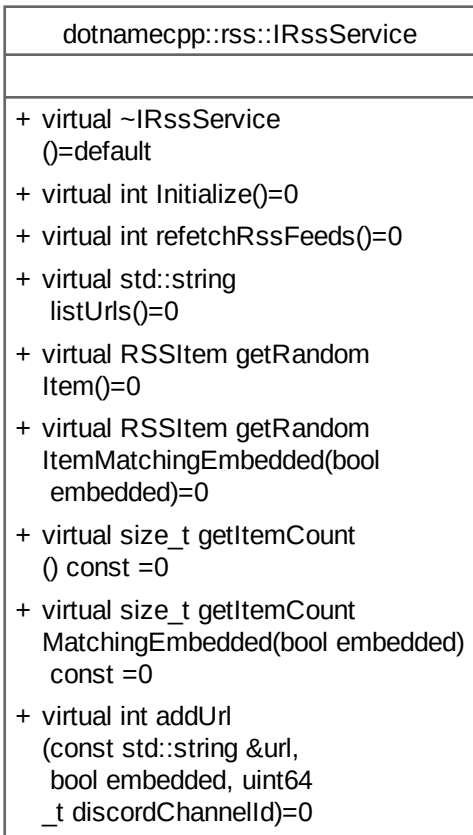 dotnamecpp::rss::IRssService
+ virtual ~IRssService
()=default
+ virtual int Initialize()=0
+ virtual int refetchRssFeeds()=0
+ virtual std::string
listUrls()=0
+ virtual RSSItem getRandom
Item()=0
+ virtual RSSItem getRandom
ItemMatchingEmbedded(bool
embedded)=0
+ virtual size_t getItemCount
() const =0
+ virtual size_t getItemCount
MatchingEmbedded(bool embedded)
const =0
+ virtual int addUrl
(const std::string &url,
bool embedded, uint64
_t discordChannelId)=0